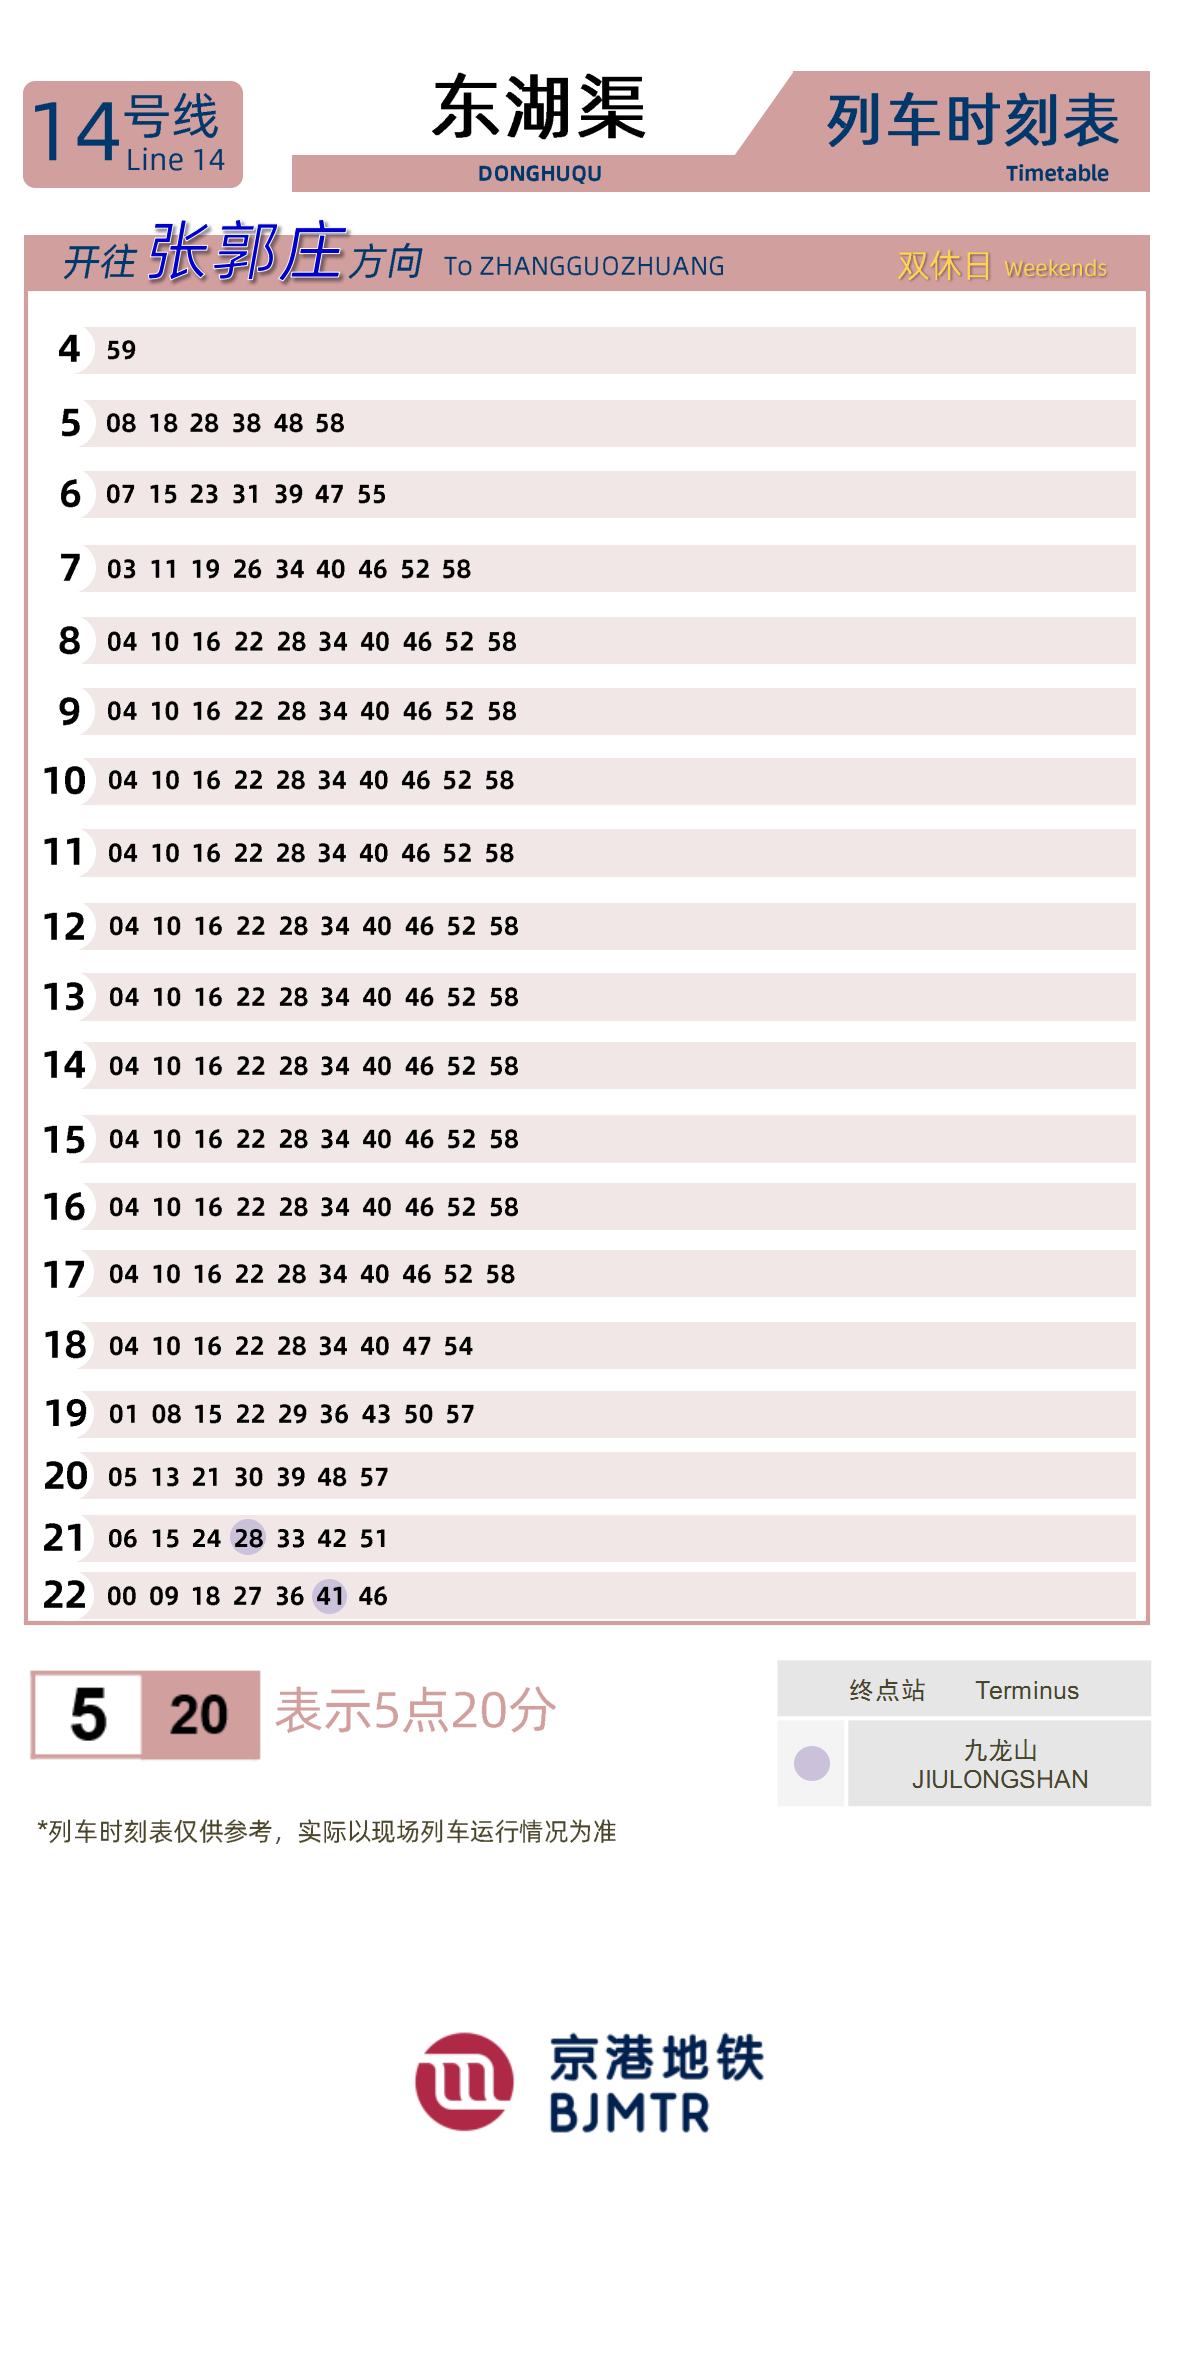 14号线
Line 14
东湖渠
DONGHUQU
列车时刻表
Timetable
开往 张郭庄 方向 To ZHANGGUOZHUANG 双休日 Weekends
4 59
5 08 18 28 38 48 58
6 07 15 23 31 39 47 55
7 03 11 19 26 34 40 46 52 58
8 04 10 16 22 28 34 40 46 52 58
9 04 10 16 22 28 34 40 46 52 58
10 04 10 16 22 28 34 40 46 52 58
11 04 10 16 22 28 34 40 46 52 58
12 04 10 16 22 28 34 40 46 52 58
13 04 10 16 22 28 34 40 46 52 58
14 04 10 16 22 28 34 40 46 52 58
15 04 10 16 22 28 34 40 46 52 58
16 04 10 16 22 28 34 40 46 52 58
17 04 10 16 22 28 34 40 46 52 58
18 04 10 16 22 28 34 40 47 54
19 01 08 15 22 29 36 43 50 57
20 05 13 21 30 39 48 57
21 06 15 24 28 33 42 51
22 00 09 18 27 36 41 46
5 20 表示5点20分
终点站 Terminus
九龙山
JIULONGSHAN
*列车时刻表仅供参考，实际以现场列车运行情况为准
京港地铁
BJMTR